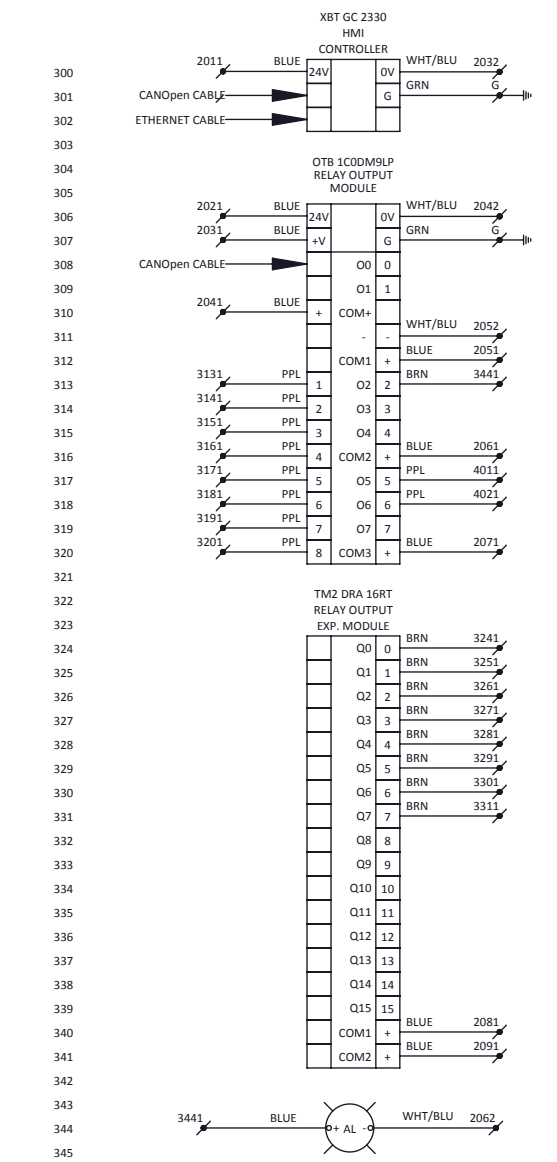 XBT GC 2330
HMI
CONTROLLER
300 2011 BLUE 24V 0V WHT/BLU 2032
301 CANOpen CABLE G GRN G
302 ETHERNET CABLE
303
304 OTB 1C0DM9LP
RELAY OUTPUT
305 MODULE
306 2021 BLUE 24V 0V WHT/BLU 2042
307 2031 BLUE +V G GRN G
308 CANOpen CABLE O0 0
309 O1 1
310 2041 BLUE + COM+
311 - - WHT/BLU 2052
312 COM1 + BLUE 2051
313 3131 PPL 1 O2 2 BRN 3441
314 3141 PPL 2 O3 3
315 3151 PPL 3 O4 4
316 3161 PPL 4 COM2 + BLUE 2061
317 3171 PPL 5 O5 5 PPL 4011
318 3181 PPL 6 O6 6 PPL 4021
319 3191 PPL 7 O7 7
320 3201 PPL 8 COM3 + BLUE 2071
321
322 TM2 DRA 16RT
RELAY OUTPUT
323 EXP. MODULE
324 Q0 0 BRN 3241
325 Q1 1 BRN 3251
326 Q2 2 BRN 3261
327 Q3 3 BRN 3271
328 Q4 4 BRN 3281
329 Q5 5 BRN 3291
330 Q6 6 BRN 3301
331 Q7 7 BRN 3311
332 Q8 8
333 Q9 9
334 Q10 10
335 Q11 11
336 Q12 12
337 Q13 13
338 Q14 14
339 Q15 15
340 COM1 + BLUE 2081
341 COM2 + BLUE 2091
342
343
344 3441 BLUE + AL - WHT/BLU 2062
345